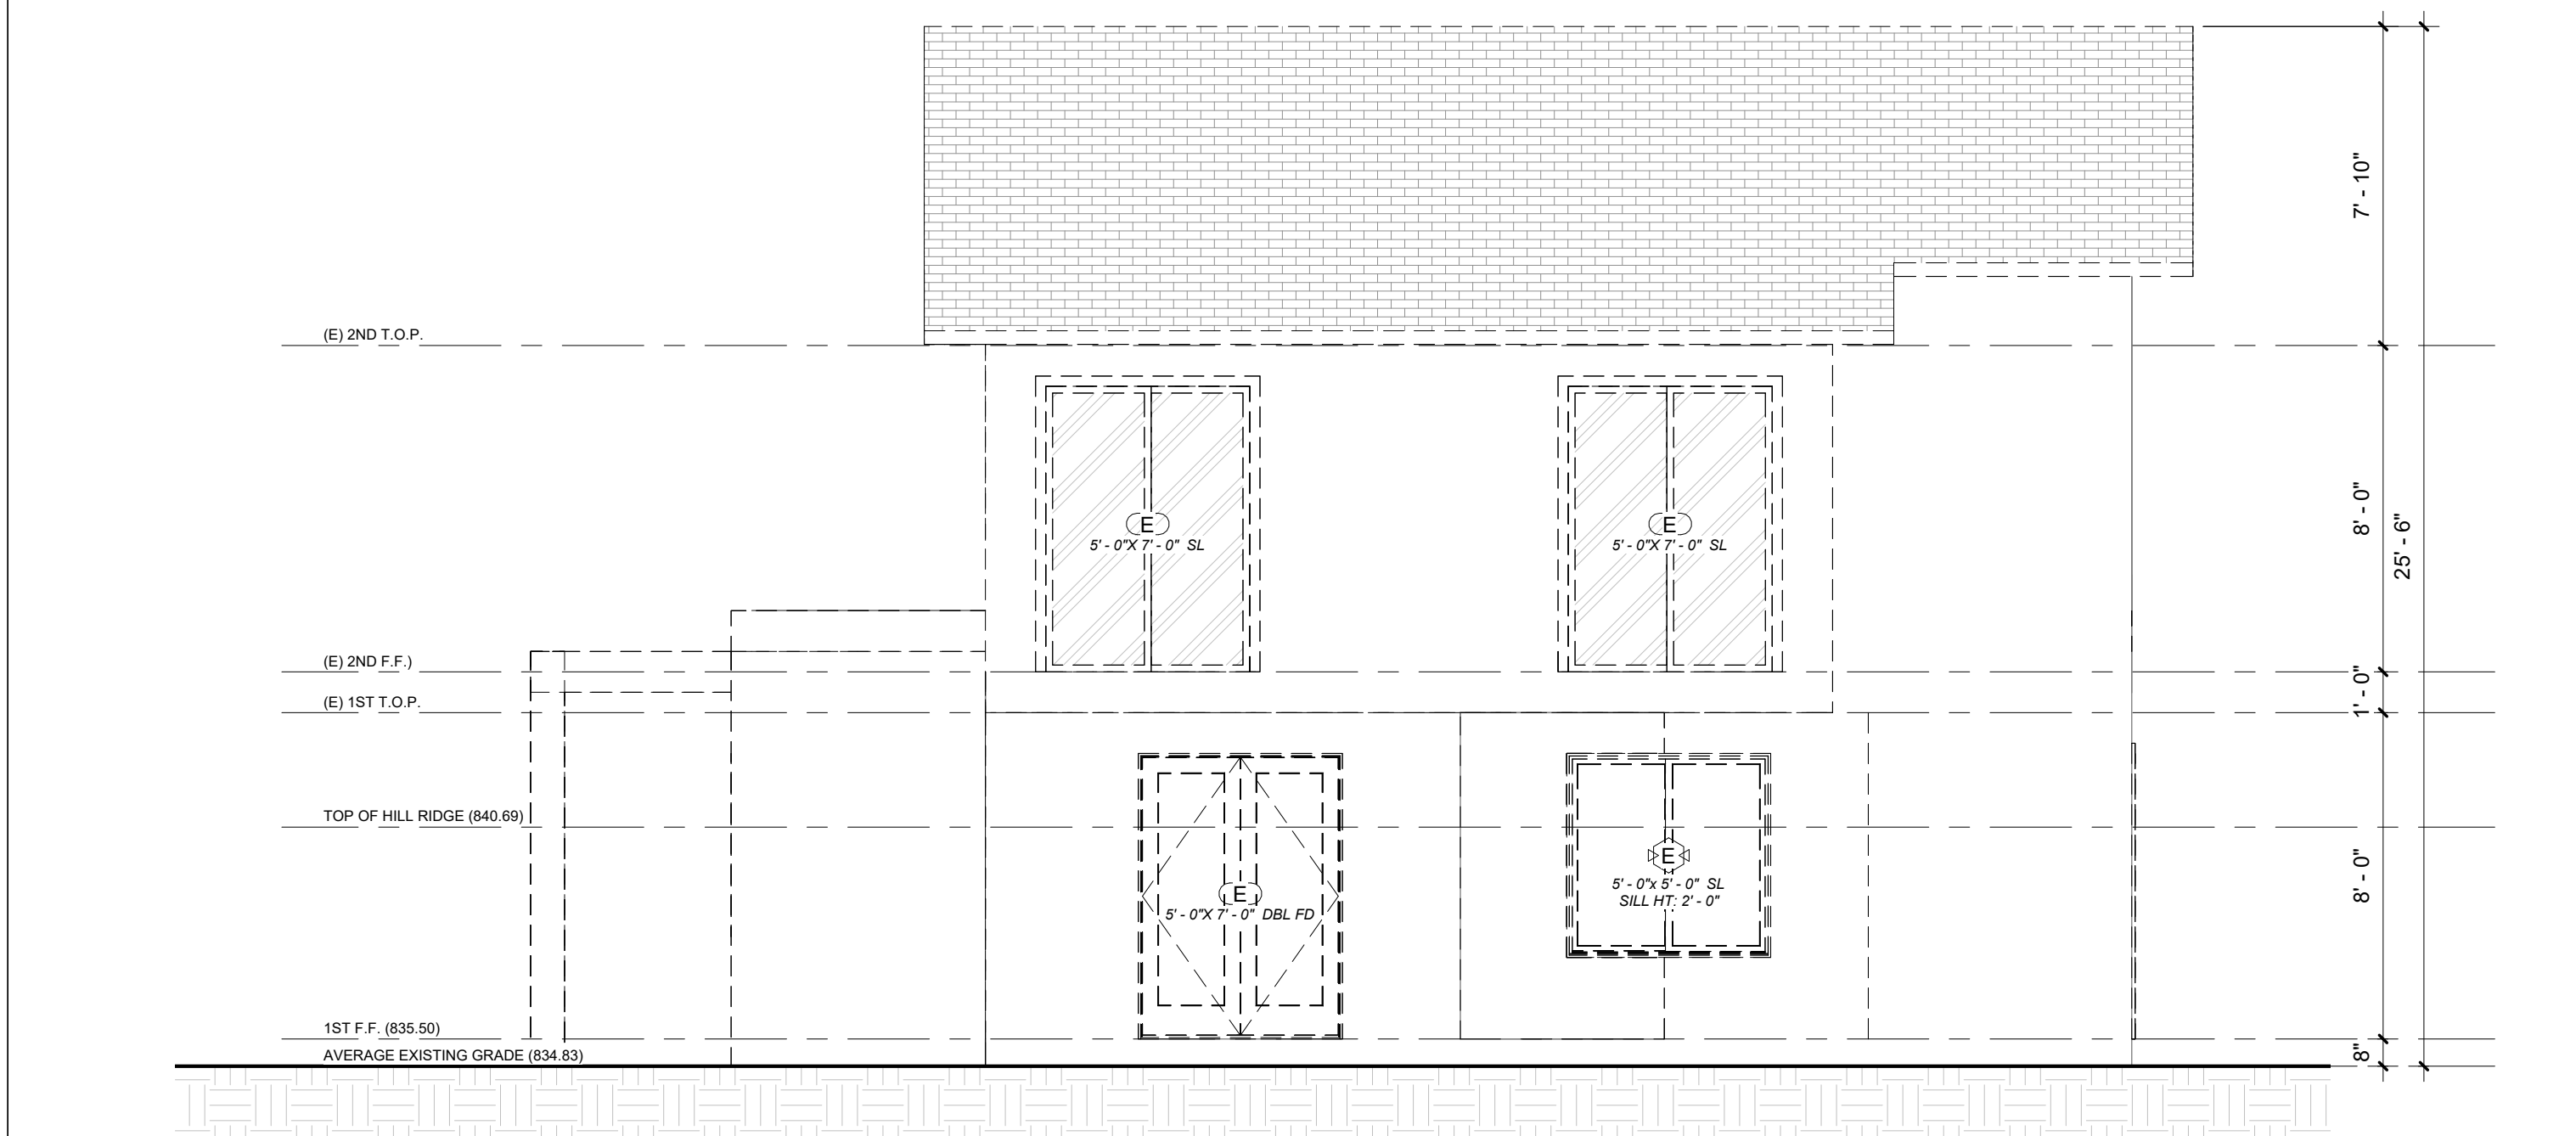 7' - 10"
(E) 2ND T.O.P.
8' - 0"
25' - 6"
E
5' - 0"X 7' - 0" SL
E
5' - 0"X 7' - 0" SL
(E) 2ND F.F.)
1' - 0"
(E) 1ST T.O.P.
TOP OF HILL RIDGE (840.69)
E
5' - 0"x 5' - 0" SL
SILL HT: 2' - 0"
8' - 0"
E
5' - 0"X 7' - 0" DBL FD
1ST F.F. (835.50)
AVERAGE EXISTING GRADE (834.83)
8"